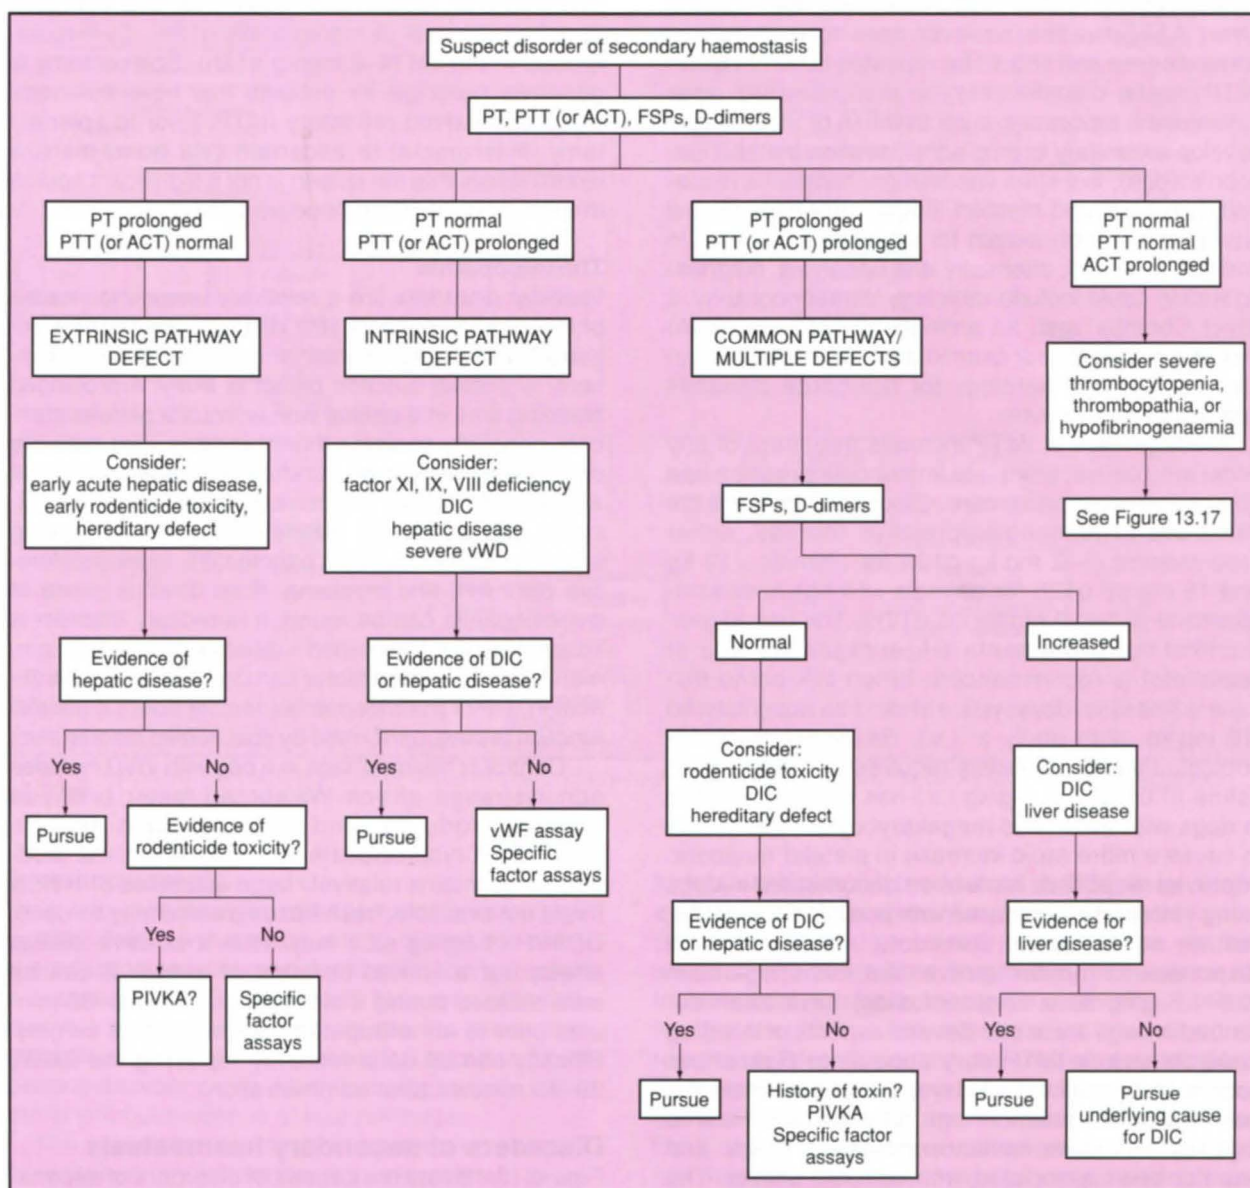 Suspect disorder of secondary haemostasis
PT, PTT (or ACT), FSPs, D-dimers
PT prolonged
PTT (or ACT) normal
EXTRINSIC PATHWAY
DEFECT
Consider:
early acute hepatic disease,
early rodenticide toxicity,
hereditary defect
Evidence of
hepatic disease?
Yes
No
Pursue
Evidence of
rodenticide toxicity?
Yes
No
PIVKA?
Specific
factor
assays
PT normal
PTT (or ACT) prolonged
INTRINSIC PATHWAY
DEFECT
Consider:
factor XI, IX, VIII deficiency
DIC
hepatic disease
severe vWD
Evidence of DIC
or hepatic disease?
Yes
No
Pursue
vWF assay
Specific
factor assays
PT prolonged
PTT (or ACT) prolonged
COMMON PATHWAY/
MULTIPLE DEFECTS
FSPs, D-dimers
Normal
Consider:
rodenticide toxicity
DIC
hereditary defect
Evidence of DIC
or hepatic disease?
Yes
No
Pursue
History of toxin?
PIVKA
Specific factor
assays
Increased
Consider:
DIC
liver disease
Evidence for
liver disease?
Yes
No
Pursue
Pursue
underlying cause
for DIC
PT normal
PTT normal
ACT prolonged
Consider severe
thrombocytopenia,
thrombopathia, or
hypofibrinogenaemia
See Figure 13.17